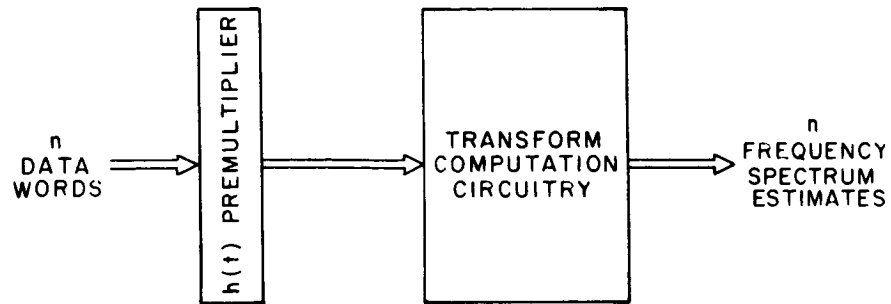 n
DATA
WORDS
h(t) PREMULTIPLIER
TRANSFORM
COMPUTATION
CIRCUITRY
n
FREQUENCY
SPECTRUM
ESTIMATES